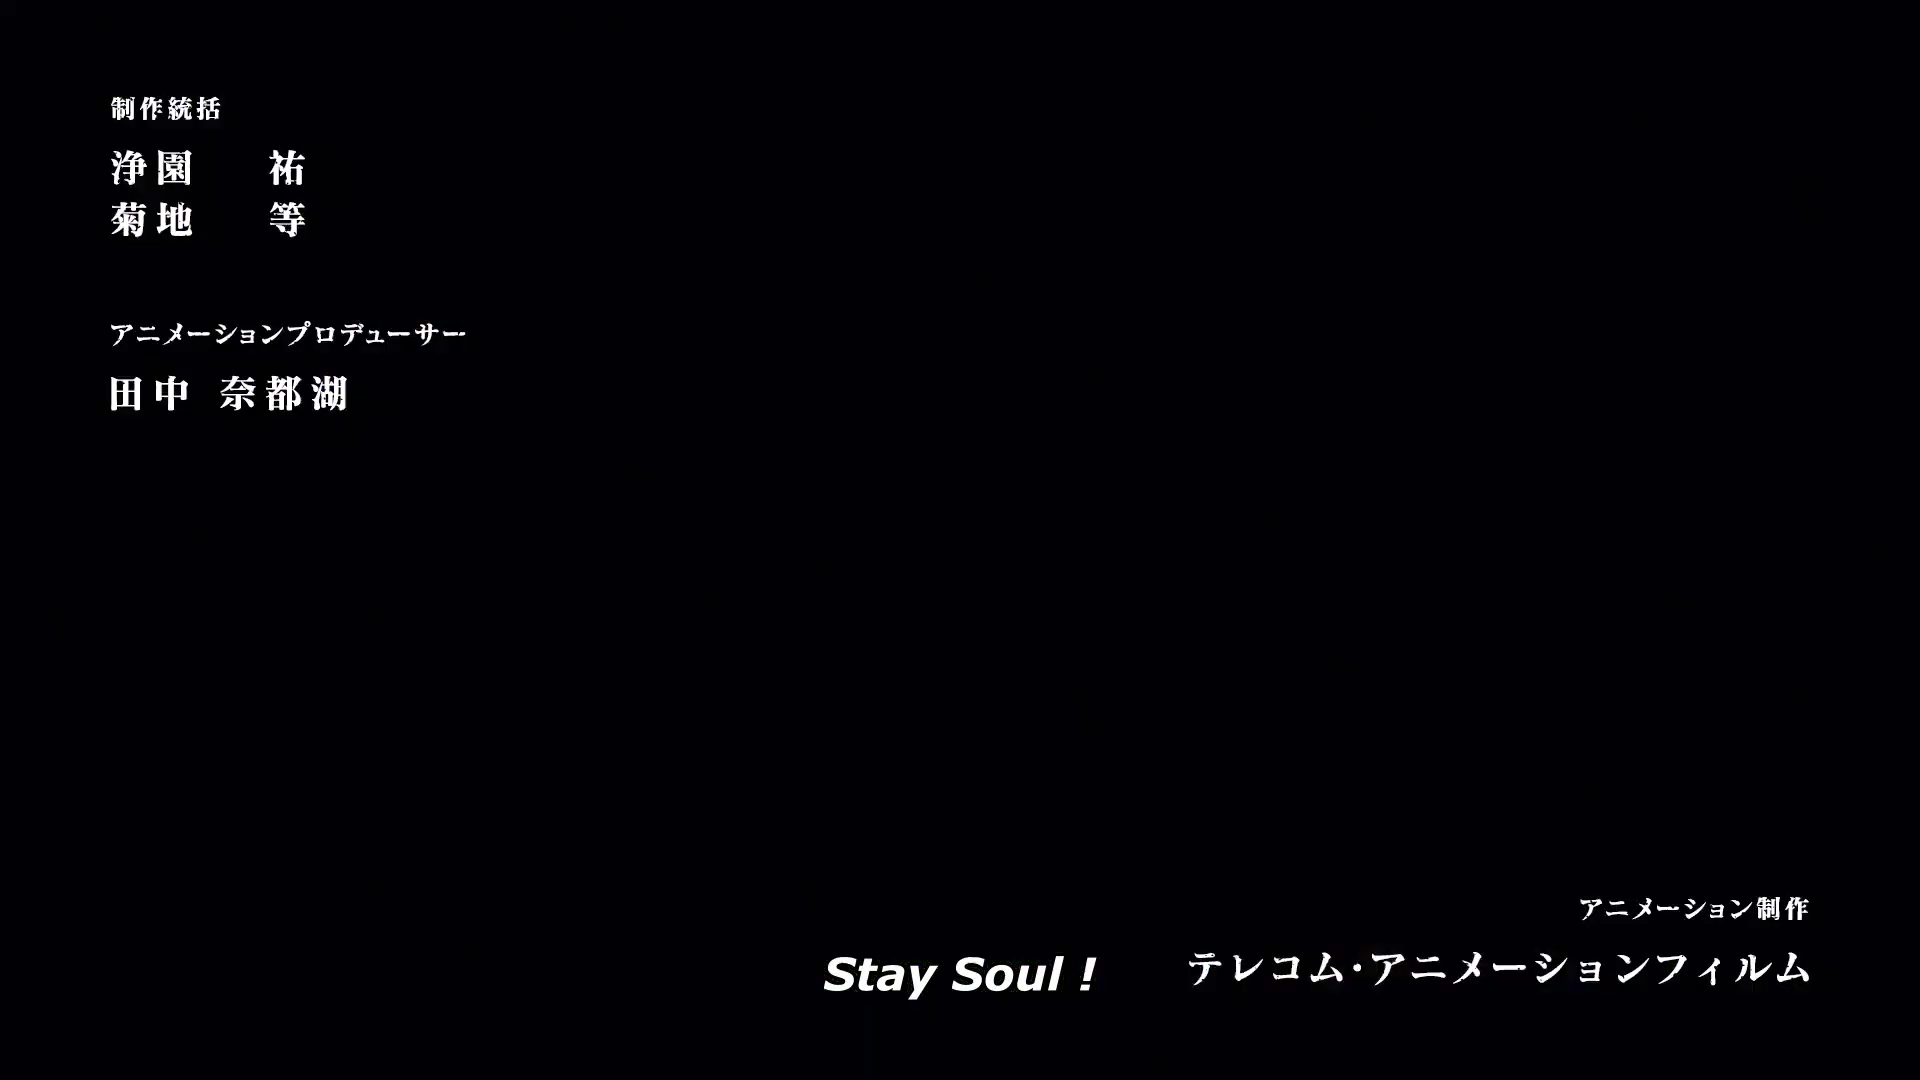 制作統括
浄園　祐
菊地　等
アニメーションプロデューサー
田中 奈都湖
アニメーション制作
テレコム・アニメーションフィルム
Stay Soul !